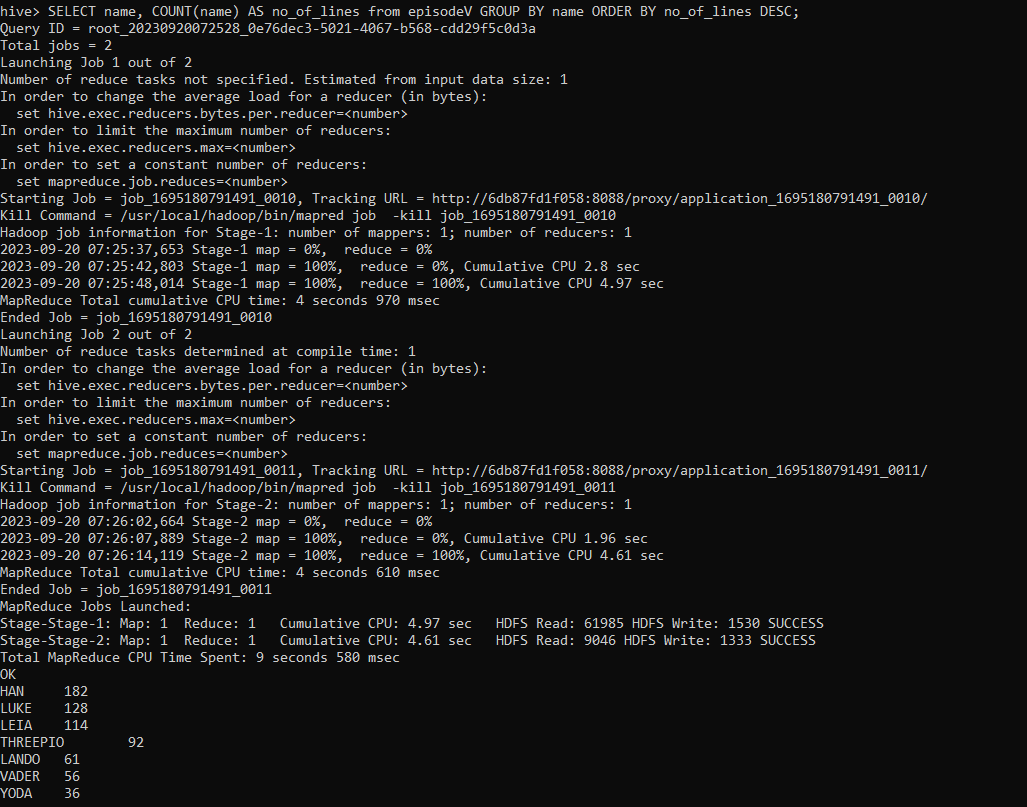 hive> SELECT name, COUNT(name) AS no_of_lines from episodeV GROUP BY name ORDER BY no_of_lines DESC;
Query ID = root_20230920072528_0e76dec3-5021-4067-b568-cdd29f5c0d3a
Total jobs = 2
Launching Job 1 out of 2
Number of reduce tasks not specified. Estimated from input data size: 1
In order to change the average load for a reducer (in bytes):
  set hive.exec.reducers.bytes.per.reducer=<number>
In order to limit the maximum number of reducers:
  set hive.exec.reducers.max=<number>
In order to set a constant number of reducers:
  set mapreduce.job.reduces=<number>
Starting Job = job_1695180791491_0010, Tracking URL = http://6db87fd1f058:8088/proxy/application_1695180791491_0010/
Kill Command = /usr/local/hadoop/bin/mapred job  -kill job_1695180791491_0010
Hadoop job information for Stage-1: number of mappers: 1; number of reducers: 1
2023-09-20 07:25:37,653 Stage-1 map = 0%,  reduce = 0%
2023-09-20 07:25:42,803 Stage-1 map = 100%,  reduce = 0%, Cumulative CPU 2.8 sec
2023-09-20 07:25:48,014 Stage-1 map = 100%,  reduce = 100%, Cumulative CPU 4.97 sec
MapReduce Total cumulative CPU time: 4 seconds 970 msec
Ended Job = job_1695180791491_0010
Launching Job 2 out of 2
Number of reduce tasks determined at compile time: 1
In order to change the average load for a reducer (in bytes):
  set hive.exec.reducers.bytes.per.reducer=<number>
In order to limit the maximum number of reducers:
  set hive.exec.reducers.max=<number>
In order to set a constant number of reducers:
  set mapreduce.job.reduces=<number>
Starting Job = job_1695180791491_0011, Tracking URL = http://6db87fd1f058:8088/proxy/application_1695180791491_0011/
Kill Command = /usr/local/hadoop/bin/mapred job  -kill job_1695180791491_0011
Hadoop job information for Stage-2: number of mappers: 1; number of reducers: 1
2023-09-20 07:26:02,664 Stage-2 map = 0%,  reduce = 0%
2023-09-20 07:26:07,889 Stage-2 map = 100%,  reduce = 0%, Cumulative CPU 1.96 sec
2023-09-20 07:26:14,119 Stage-2 map = 100%,  reduce = 100%, Cumulative CPU 4.61 sec
MapReduce Total cumulative CPU time: 4 seconds 610 msec
Ended Job = job_1695180791491_0011
MapReduce Jobs Launched:
Stage-Stage-1: Map: 1  Reduce: 1   Cumulative CPU: 4.97 sec   HDFS Read: 61985 HDFS Write: 1530 SUCCESS
Stage-Stage-2: Map: 1  Reduce: 1   Cumulative CPU: 4.61 sec   HDFS Read: 9046 HDFS Write: 1333 SUCCESS
Total MapReduce CPU Time Spent: 9 seconds 580 msec
OK
HAN     182
LUKE    128
LEIA    114
THREEPIO        92
LANDO   61
VADER   56
YODA    36